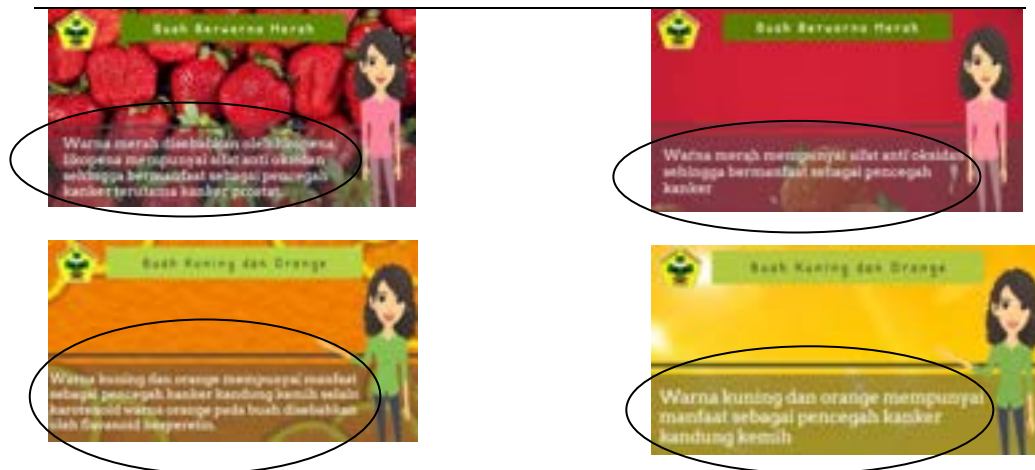 Buah Berwarna Merah
Warna merah disebabkan oleh likopena,
likopena mempunyai sifat anti oksidan
sehingga bermanfaat sebagai pencegah
kanker terutama kanker prostat.
Buah Berwarna Merah
Warna merah mempunyai sifat anti oksidan
sehingga bermanfaat sebagai pencegah
kanker
Buah Kuning dan Orange
Warna kuning dan orange mempunyai manfaat
sebagai pencegah kanker kandung kemih selain
karotenoid warna orange pada buah disebabkan
oleh flavanoid hesperetin.
Buah Kuning dan Orange
Warna kuning dan orange mempunyai
manfaat sebagai pencegah kanker
kandung kemih